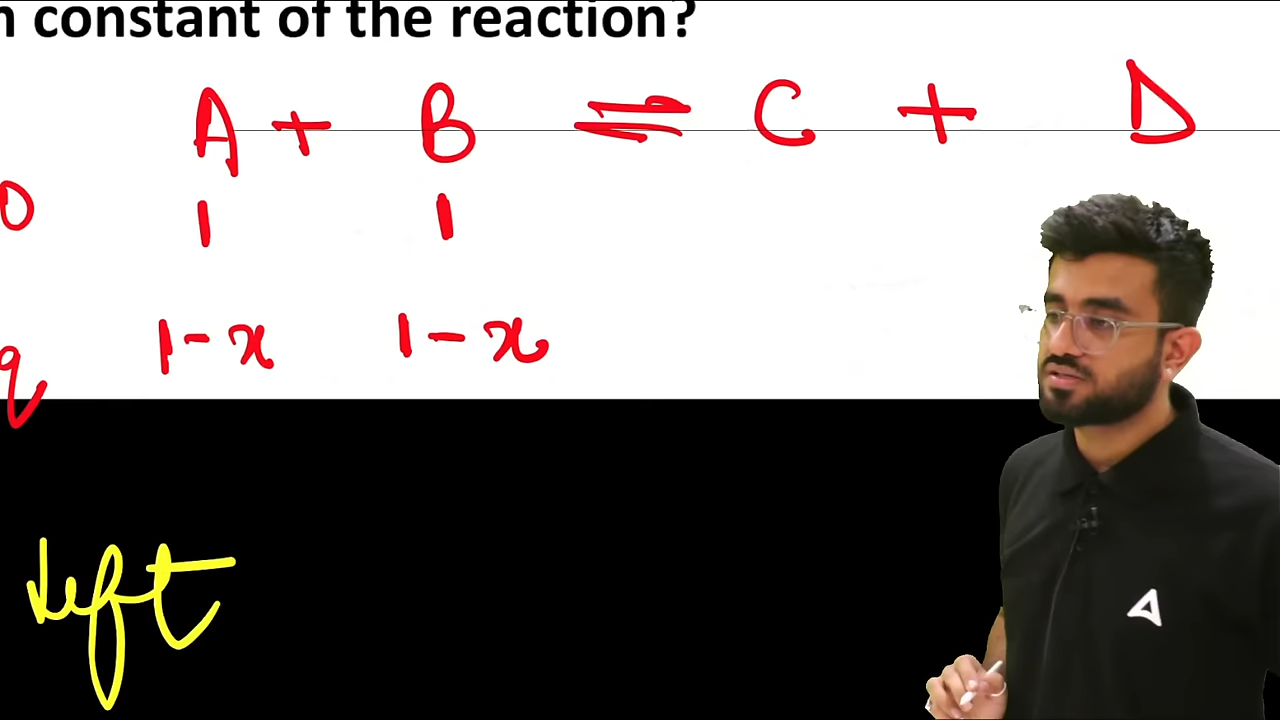 n constant of the reaction?
A + B ⇌ C + D
0 1 1
q 1-x 1-x
left